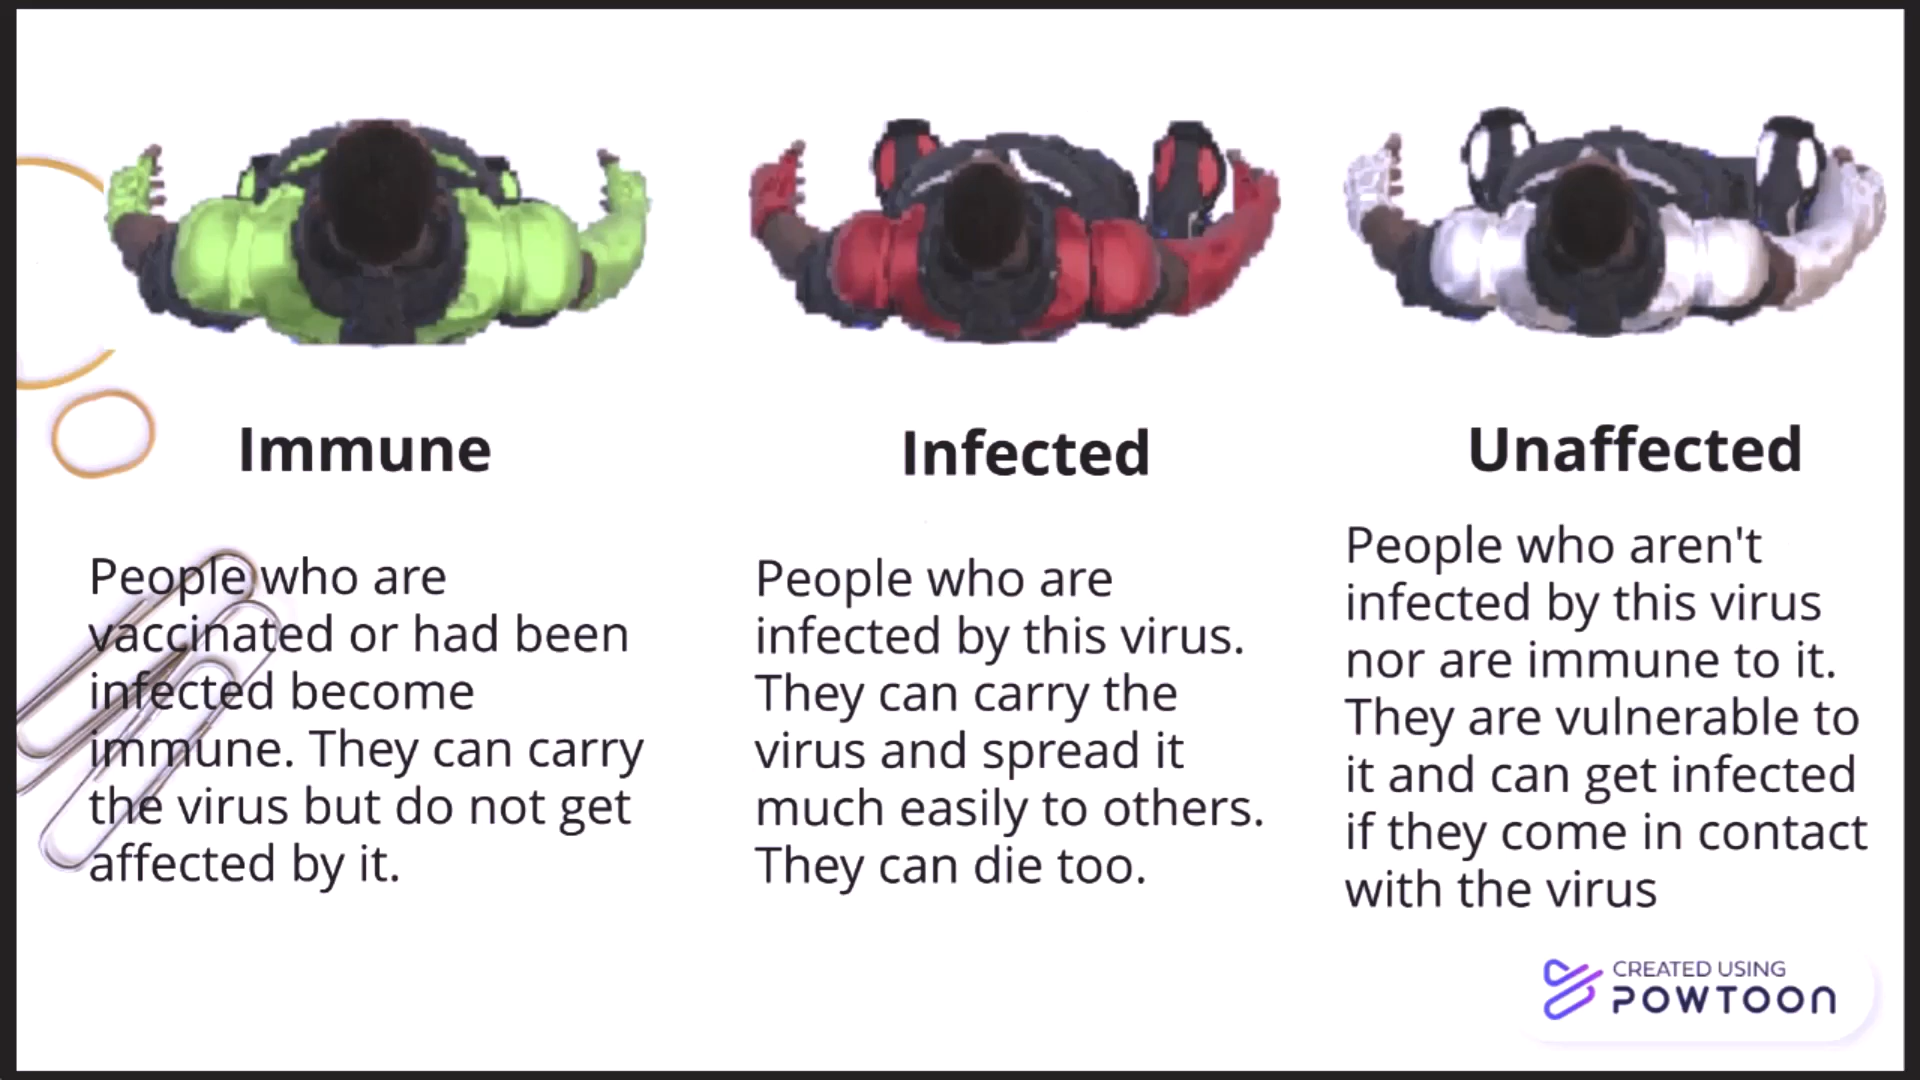 Immune
People who are
vaccinated or had been
infected become
immune. They can carry
the virus but do not get
affected by it.
Infected
People who are
infected by this virus.
They can carry the
virus and spread it
much easily to others.
They can die too.
Unaffected
People who aren't
infected by this virus
nor are immune to it.
They are vulnerable to
it and can get infected
if they come in contact
with the virus
CREATED USING
POWTOON